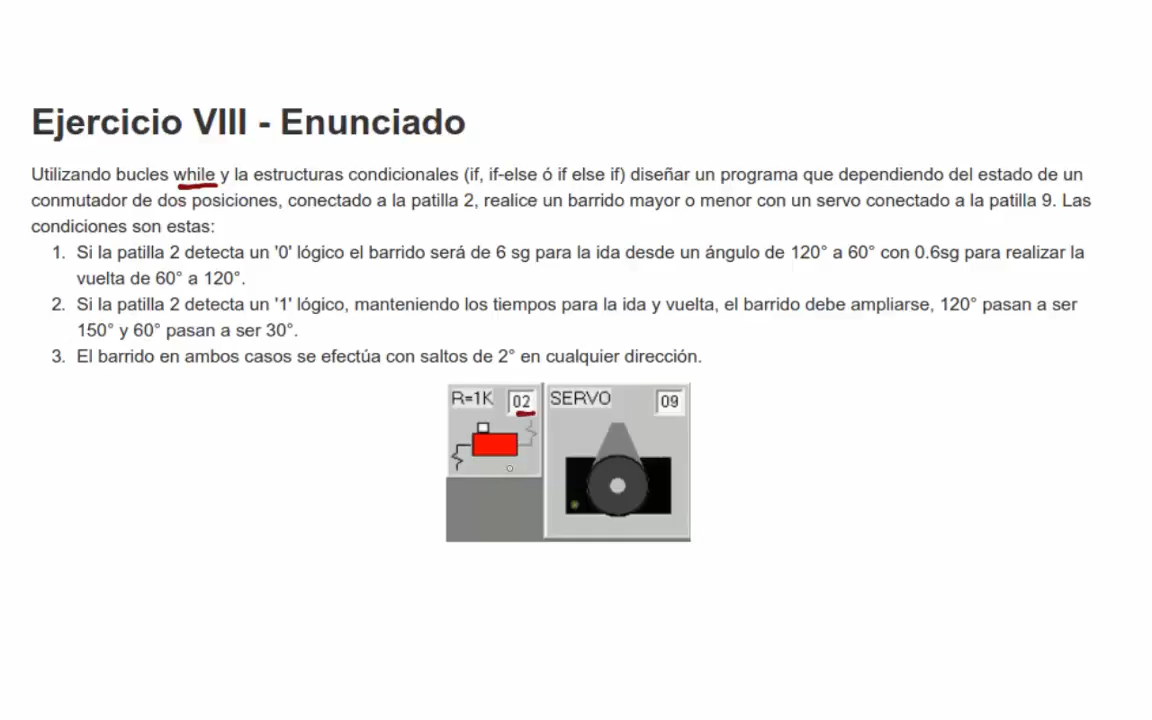 Ejercicio VIII - Enunciado
Utilizando bucles while y la estructuras condicionales (if, if-else ó if else if) diseñar un programa que dependiendo del estado de un
conmutador de dos posiciones, conectado a la patilla 2, realice un barrido mayor o menor con un servo conectado a la patilla 9. Las
condiciones son estas:
1. Si la patilla 2 detecta un '0' lógico el barrido será de 6 sg para la ida desde un ángulo de 120° a 60° con 0.6sg para realizar la
vuelta de 60° a 120°.
2. Si la patilla 2 detecta un '1' lógico, manteniendo los tiempos para la ida y vuelta, el barrido debe ampliarse, 120° pasan a ser
150° y 60° pasan a ser 30°.
3. El barrido en ambos casos se efectúa con saltos de 2° en cualquier dirección.
R=1K 02 SERVO 09